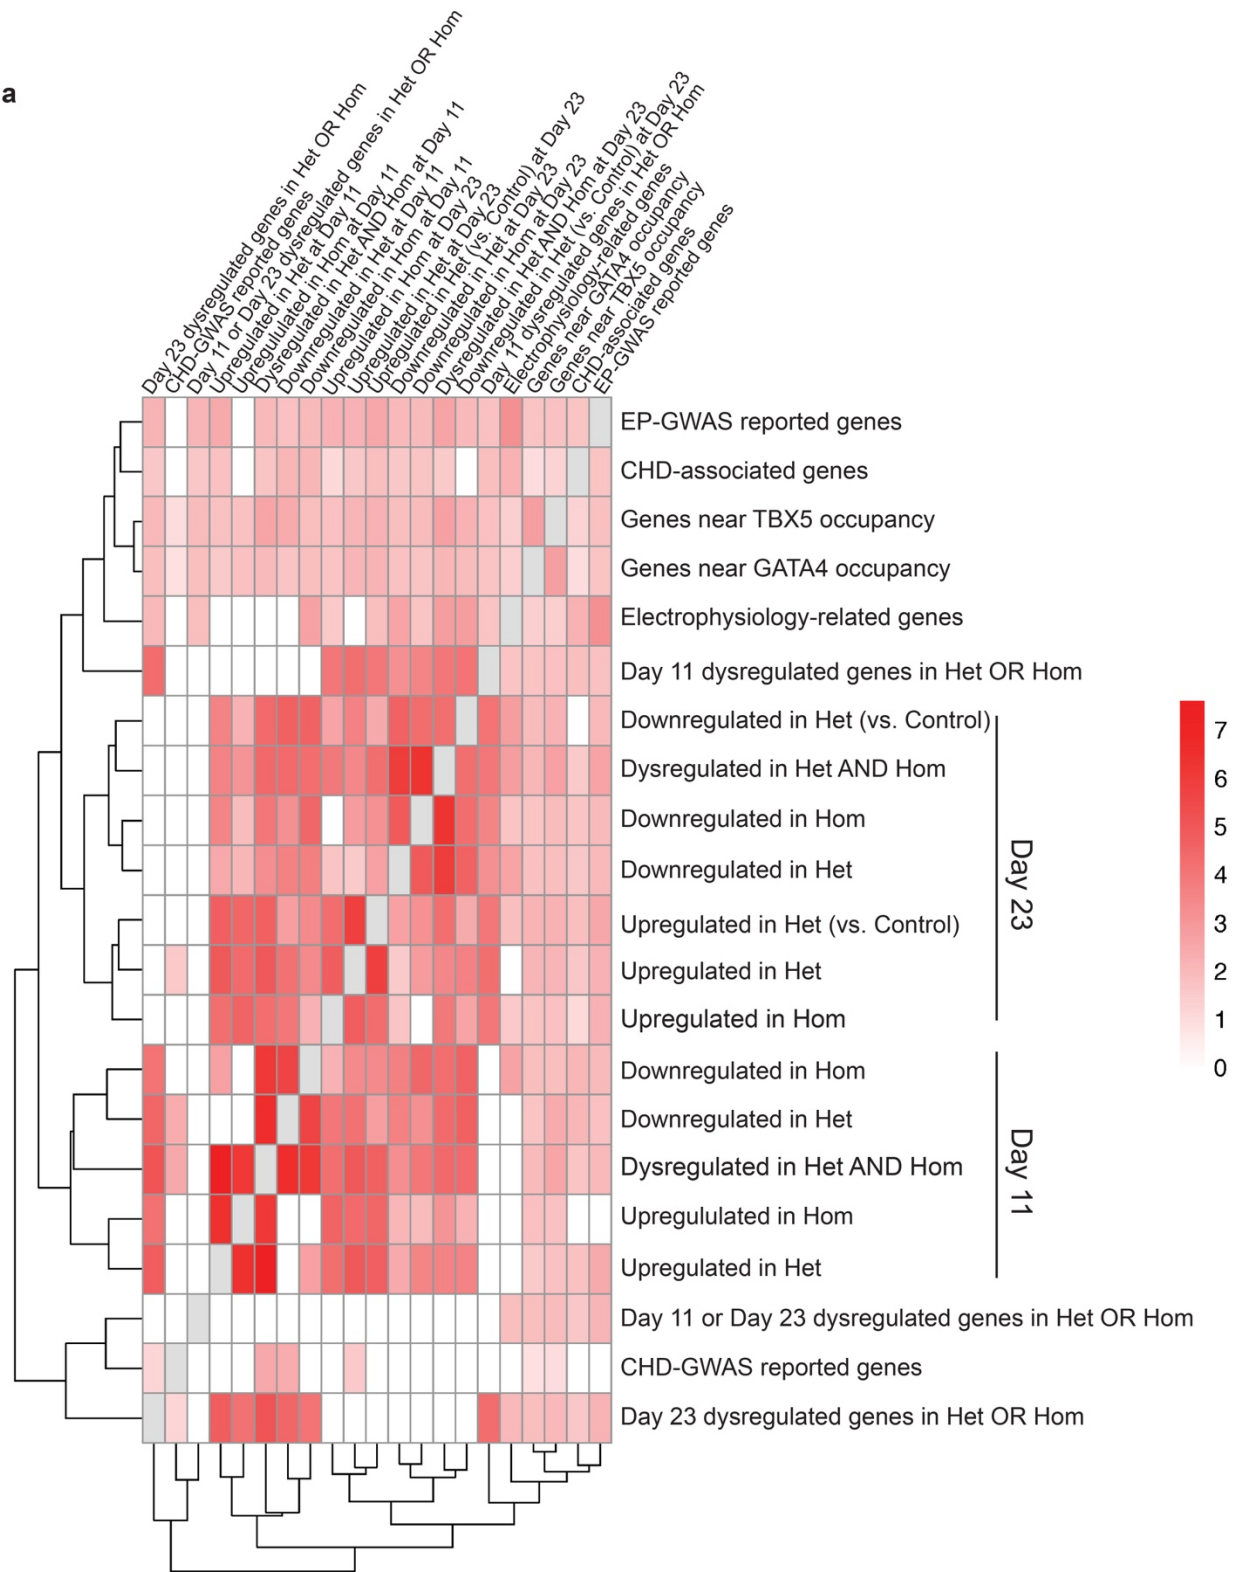 a
Day 23 dysregulated genes in Het OR Hom
CHD-GWAS reported genes
Day 11 or Day 23 dysregulated genes in Het OR Hom
Upregulated in Het at Day 11
Upregululated in Hom at Day 11
Dysregulated in Het AND Hom at Day 11
Downregulated in Het at Day 11
Downregulated in Hom at Day 11
Upregulated in Hom at Day 23
Upregulated in Het at Day 23
Upregulated in Het (vs. Control) at Day 23
Downregulated in Het at Day 23
Downregulated in Hom at Day 23
Dysregulated in Het AND Hom at Day 23
Downregulated in Het (vs. Control) at Day 23
Day 11 dysregulated genes in Het OR Hom
Electrophysiology-related genes
Genes near GATA4 occupancy
Genes near TBX5 occupancy
CHD-associated genes
EP-GWAS reported genes
EP-GWAS reported genes
CHD-associated genes
Genes near TBX5 occupancy
Genes near GATA4 occupancy
Electrophysiology-related genes
Day 11 dysregulated genes in Het OR Hom
Downregulated in Het (vs. Control)
Dysregulated in Het AND Hom
Downregulated in Hom
Downregulated in Het
Upregulated in Het (vs. Control)
Upregulated in Het
Upregulated in Hom
Day 23
Downregulated in Hom
Downregulated in Het
Dysregulated in Het AND Hom
Upregululated in Hom
Upregulated in Het
Day 11
Day 11 or Day 23 dysregulated genes in Het OR Hom
CHD-GWAS reported genes
Day 23 dysregulated genes in Het OR Hom
7
6
5
4
3
2
1
0